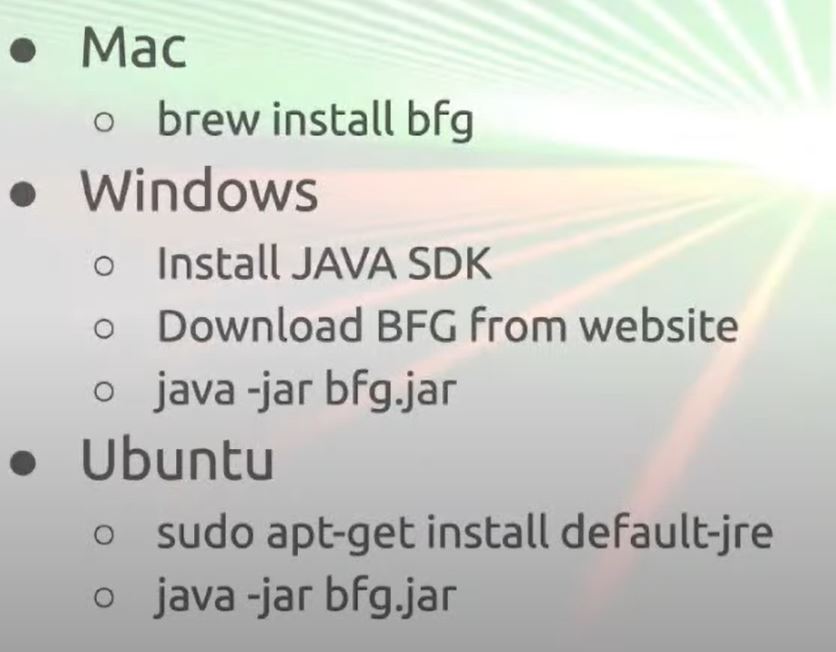 ● Mac
○ brew install bfg
● Windows
○ Install JAVA SDK
○ Download BFG from website
○ java -jar bfg.jar
● Ubuntu
○ sudo apt-get install default-jre
○ java -jar bfg.jar